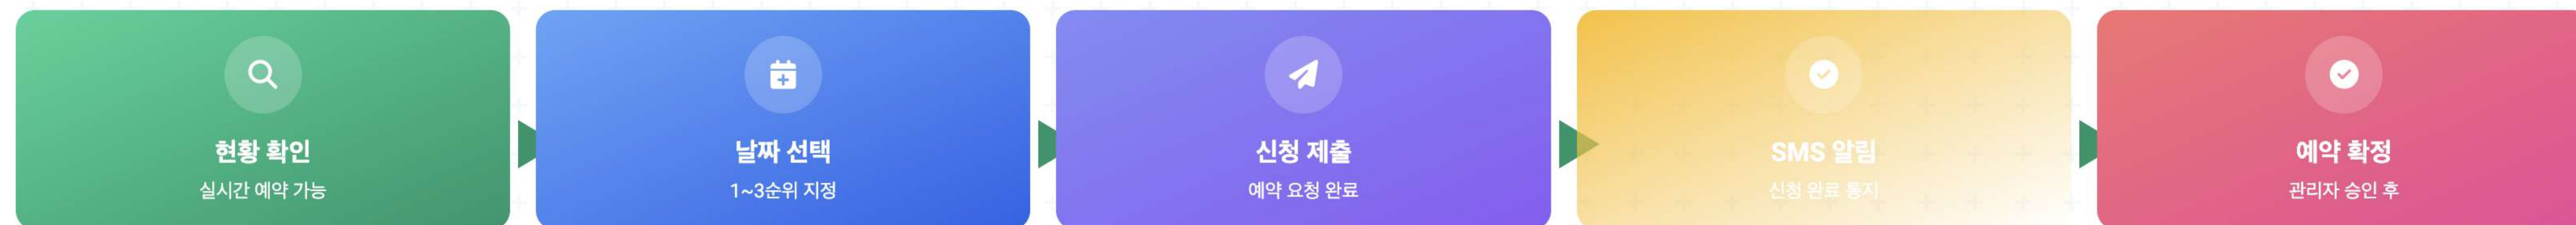 현황 확인
실시간 예약 가능
날짜 선택
1~3순위 지정
신청 제출
예약 요청 완료
SMS 알림
신청 완료 통지
예약 확정
관리자 승인 후